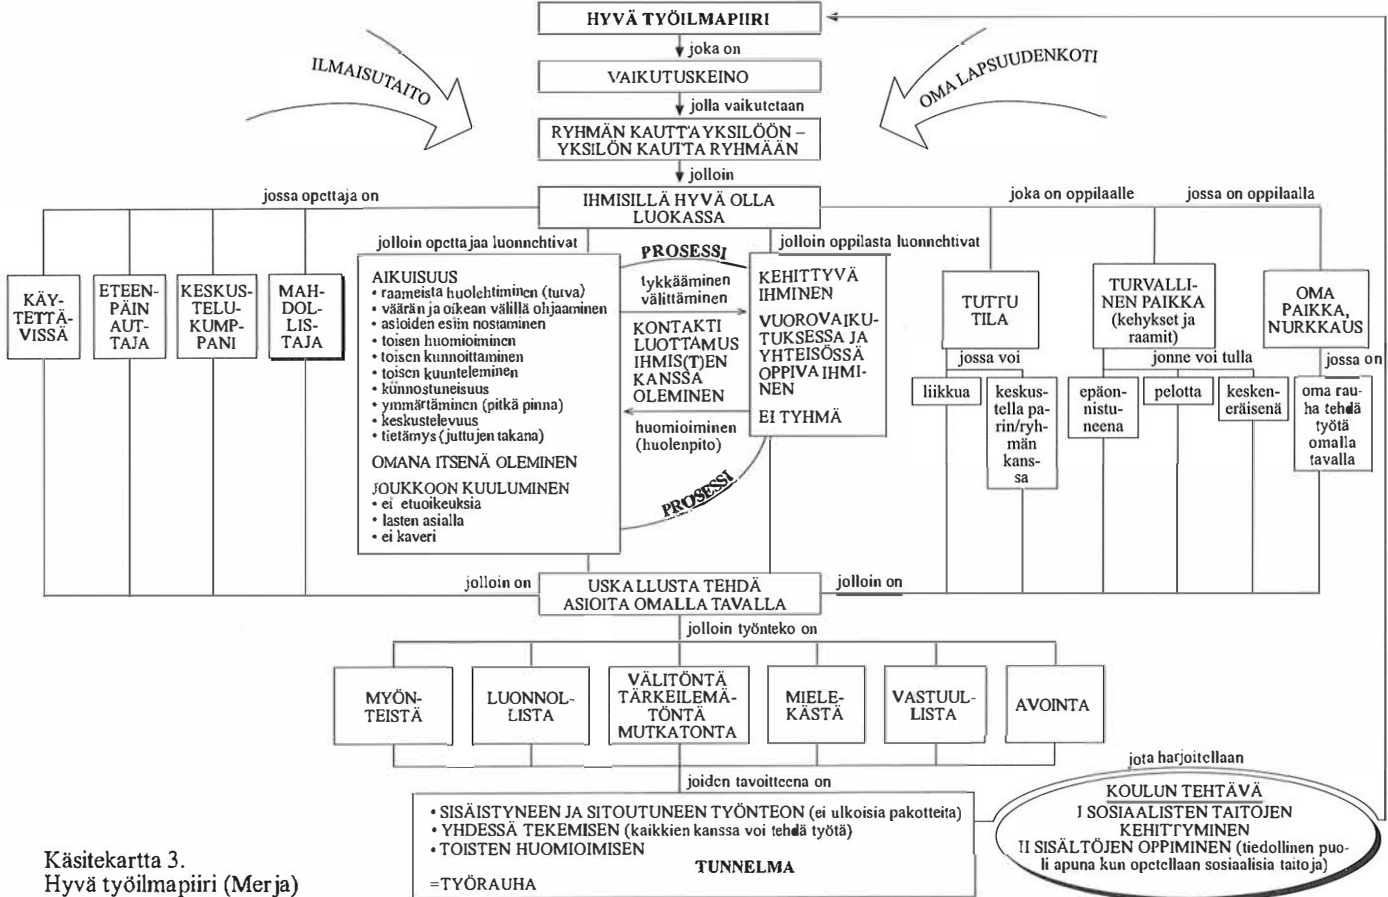 HYVÄ TYÖILMAPIIRI
joka on
VAIKUTUSKEINO
ILMAISUTAITO
OMA LAPSUUDENKOTI
jolla vaikutetaan
RYHMÄN KAUTTA YKSILÖÖN –
YKSILÖN KAUTTA RYHMÄÄN
jolloin
IHMISILLÄ HYVÄ OLLA
LUOKASSA
jossa opettaja on
KÄY-
TETTÄ-
VISSÄ
ETEEN-
PÄIN
AUT-
TAJA
KESKUS-
TELU-
KUMP-
PANI
MAH-
DOL-
LIS-
TAJA
jolloin opettajaa luonnehtivat
AIKUISUUS
• raameista huolehtiminen (turva)
• väärän ja oikean välillä ohjaaminen
• asioiden esiin nostaminen
• toisen huomioiminen
• toisen kunnoittaminen
• toisen kuunteleminen
• kiinnostuneisuus
• ymmärtäminen (pitkä pinna)
• keskustelevuus
• tietämys (juttujen takana)
OMANA ITSENÄ OLEMINEN
JOUKKOON KUULUMINEN
• ei etuoikeuksia
• lasten asialla
• ei kaveri
PROSESSI
tykkääminen
välittäminen
KONTAKTI
LUOTTAMUS
IHMIS(T)EN
KANSSA
OLEMINEN
huomioiminen
(huolenpito)
PROSESSI
jolloin oppilasta luonnehtivat
KEHITTYVÄ
IHMINEN
VUOROVAIKU-
TUKSESSA JA
YHTEISÖSSÄ
OPPIVA IHMI-
NEN
EI TYHMÄ
joka on oppilaalle
jossa on oppilaalla
TUTTU
TILA
jossa voi
liikkua
keskus-
tella pa-
rin/ryh-
män
kans-
sa
TURVALLI-
NEN PAIKKA
(kehykset ja
raamit)
jonne voi tulla
epäon-
nistu-
neena
pelotta
kesken-
eräisenä
OMA
PAIKKA,
NURKKAUS
jossa on
oma rau-
ha tehdä
työtä
omalla
tavalla
jolloin on
USKALLUSTA TEHDÄ
ASIOITA OMALLA TAVALLA
jolloin on
jolloin työnteko on
MYÖN-
TEISTÄ
LUONNOL-
LISTA
VÄLITÖNTÄ
TÄRKEILEMÄ-
TÖNTÄ
MUTKATONTA
MIELE-
KÄSTÄ
VASTUUL-
LISTA
AVOINTA
joiden tavoitteena on
• SISÄISTYNEEN JA SITOUTUNEEN TYÖNTEON (ei ulkoisia pakotteita)
• YHDESSÄ TEKEMISEN (kaikkien kanssa voi tehdä työtä)
• TOISTEN HUOMIOIMISEN
TUNNELMA
=TYÖRAUHA
jota harjoitellaan
KOULUN TEHTÄVÄ
I SOSIAALISTEN TAITOJEN
KEHITTYMINEN
II SISÄLTÖJEN OPPIMINEN (tiedollinen puo-
li apuna kun opetellaan sosiaalisia taitoja)
Käsitekartta 3.
Hyvä työilmapiiri (Merja)